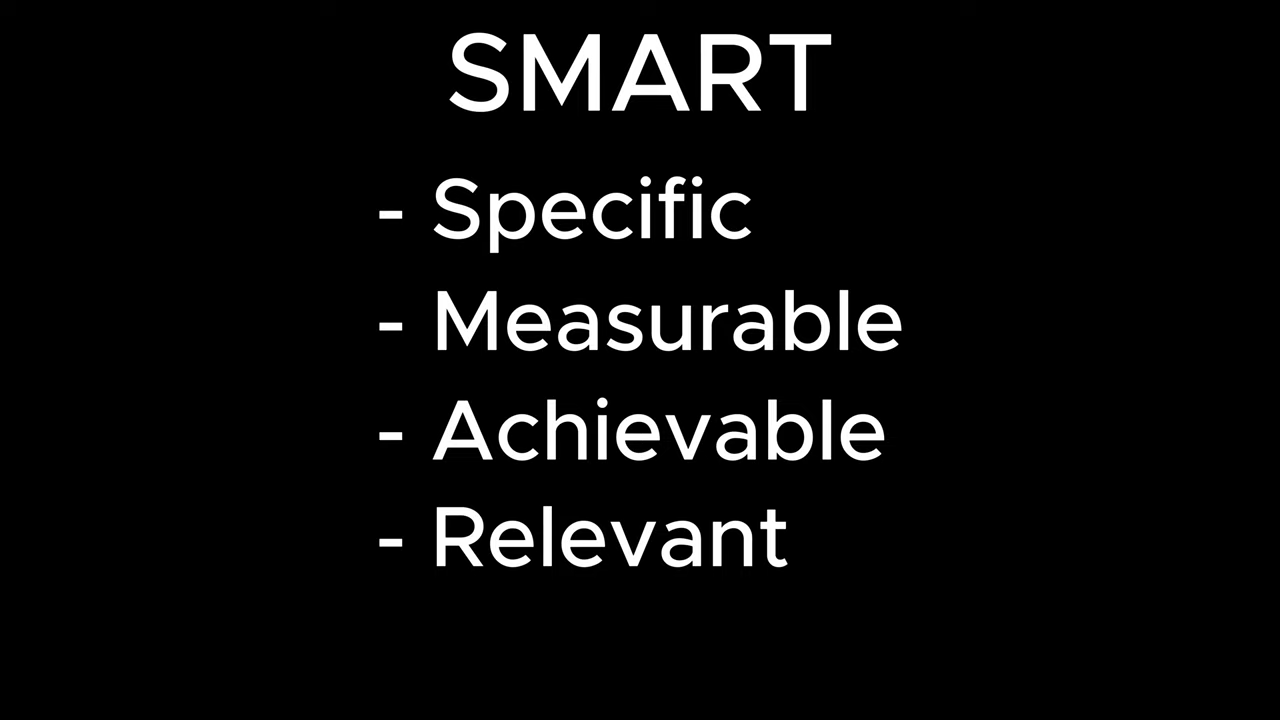 SMART
- Specific
- Measurable
- Achievable
- Relevant